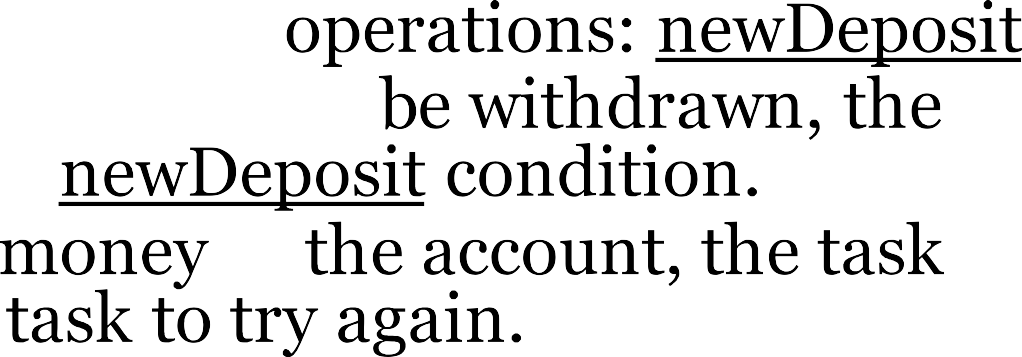 operations: newDeposit
be withdrawn, the
newDeposit condition.
money the account, the task
task to try again.